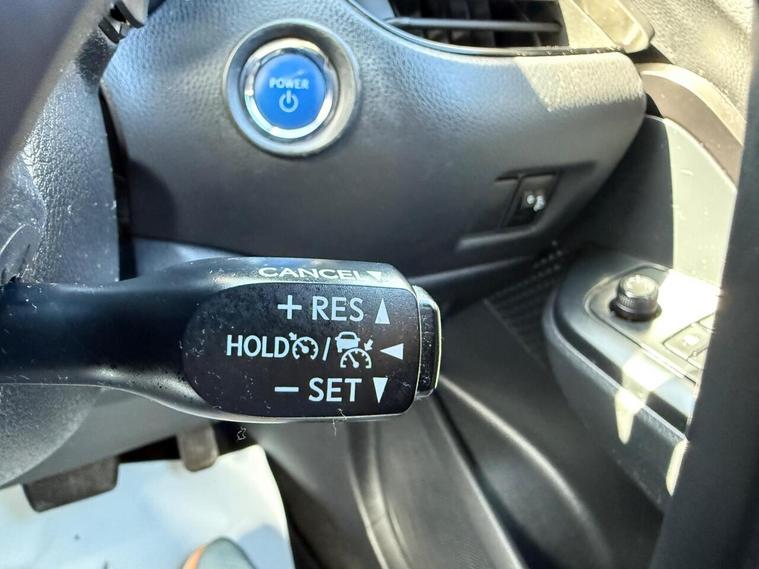 POWER
CANCEL
+ RES
HOLD /
- SET